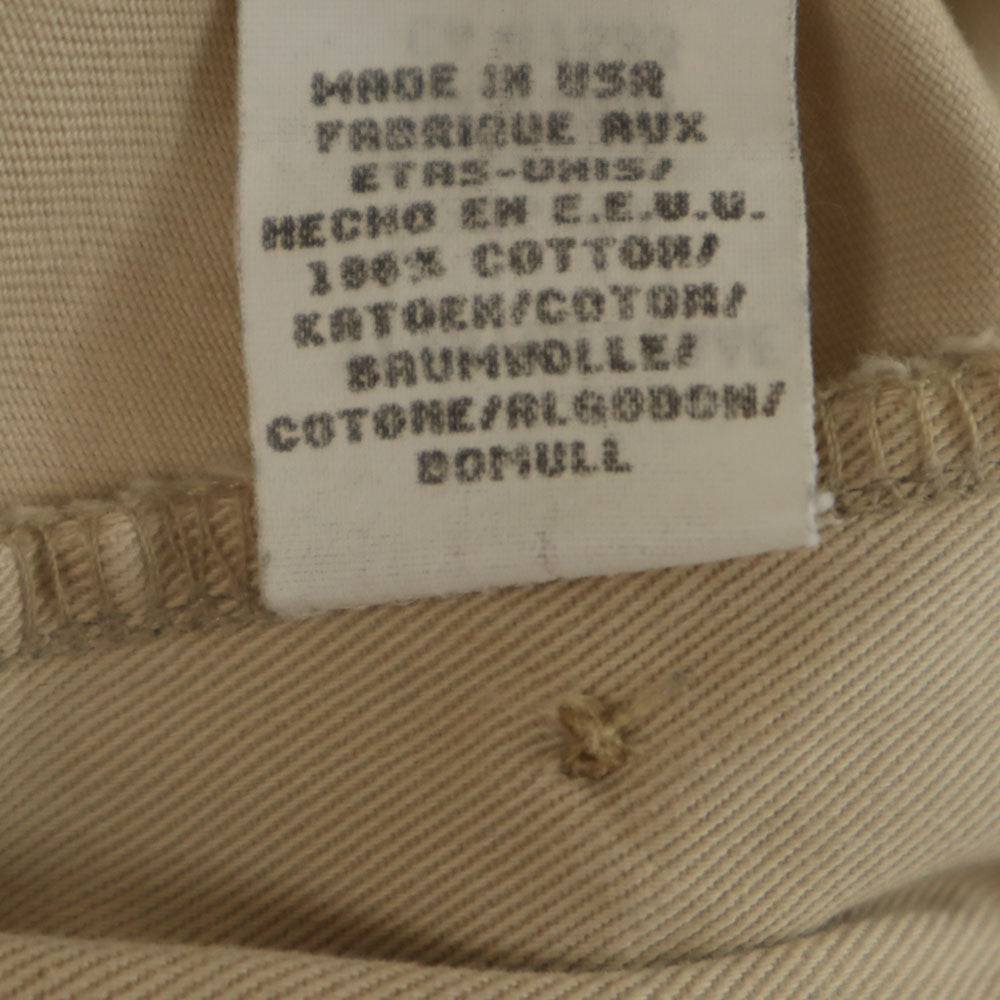 MADE IN USA
FABRIQUE AUX
ETAS-UNIS/
HECHO EN E.E.U.U.
100% COTTON/
KATOEN/COTON/
BAUMWOLLE/
COTONE/ALGODON/
BOMULL